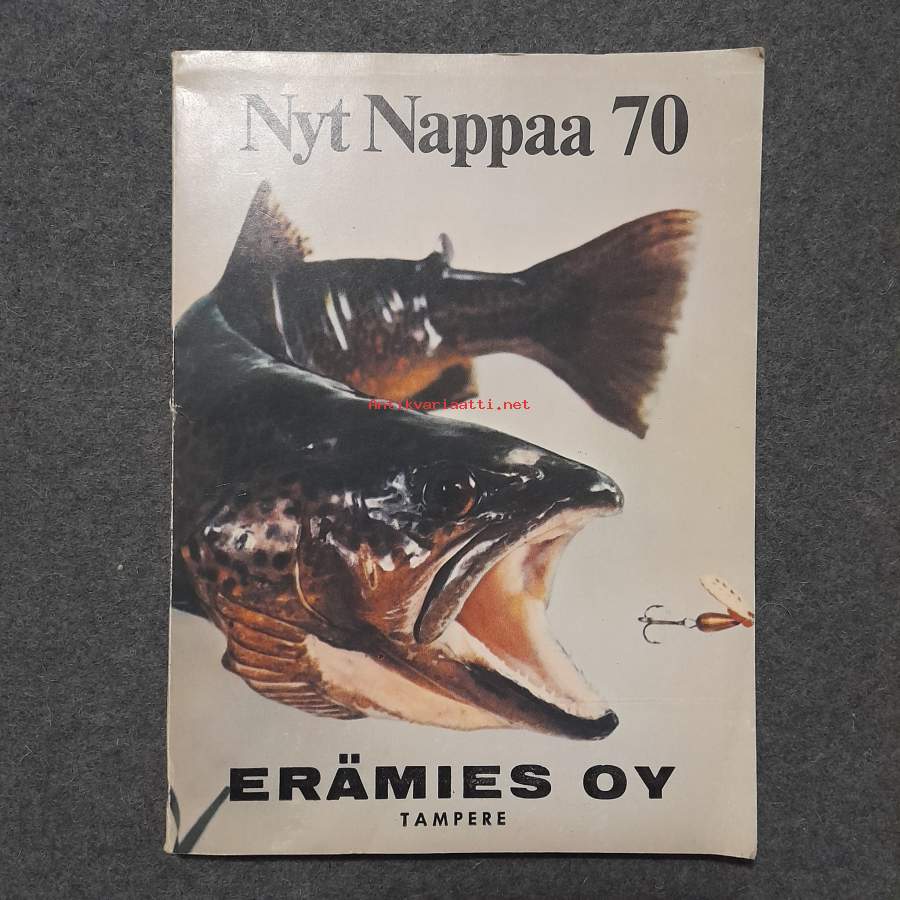 Nyt Nappaa 70
Antikvariaatti.net
ERÄMIES OY
TAMPERE